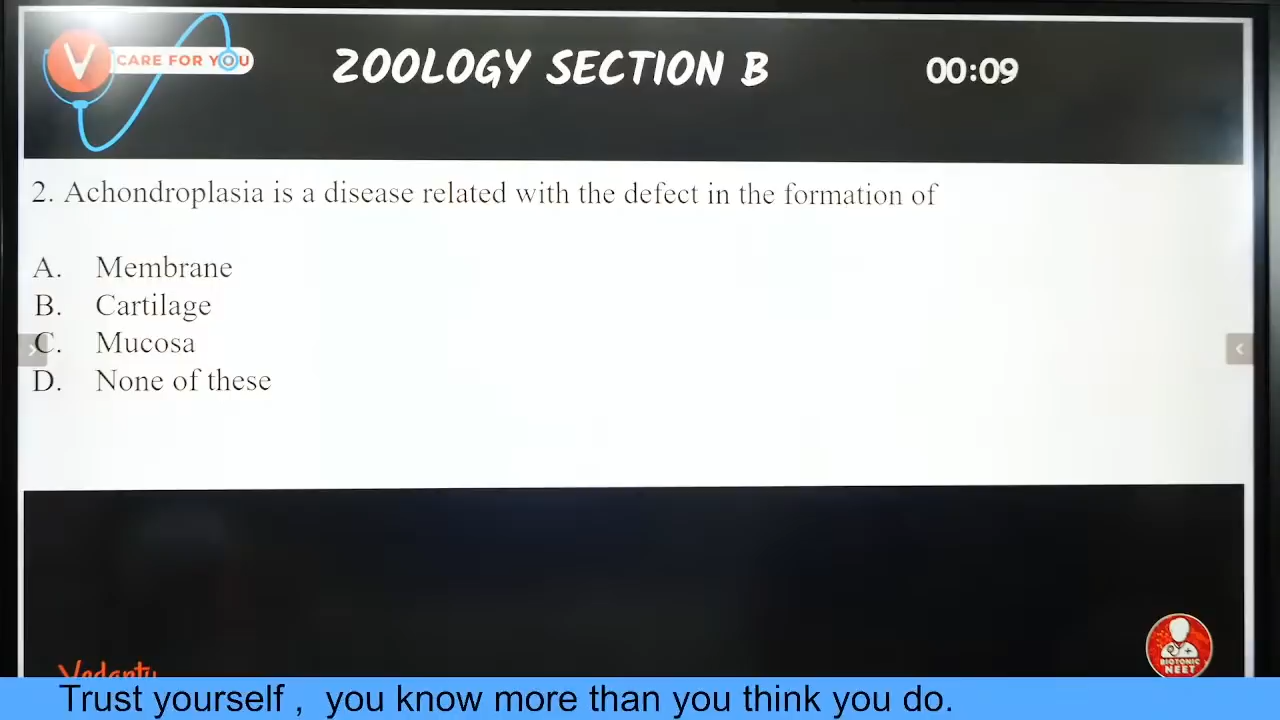 V CARE FOR YOU
ZOOLOGY SECTION B
00:09
2. Achondroplasia is a disease related with the defect in the formation of
A. Membrane
B. Cartilage
C. Mucosa
D. None of these
Vedantu
BIOTONIC
NEET
Trust yourself , you know more than you think you do.